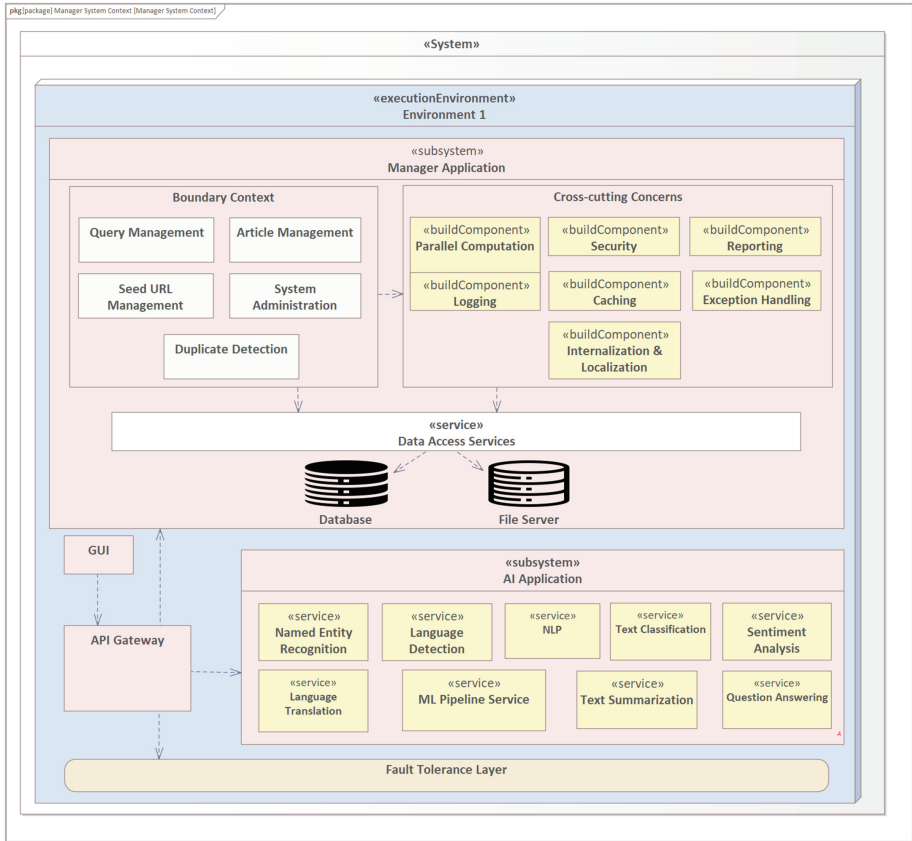 pkg [package] Manager System Context [Manager System Context]
«System»
«executionEnvironment»
Environment 1
«subsystem»
Manager Application
Boundary Context
Query Management
Article Management
Seed URL
Management
System
Administration
Duplicate Detection
Cross-cutting Concerns
«buildComponent»
Parallel Computation
«buildComponent»
Security
«buildComponent»
Reporting
«buildComponent»
Logging
«buildComponent»
Caching
«buildComponent»
Exception Handling
«buildComponent»
Internalization &
Localization
«service»
Data Access Services
Database
File Server
GUI
API Gateway
«subsystem»
AI Application
«service»
Named Entity
Recognition
«service»
Language
Detection
«service»
NLP
«service»
Text Classification
«service»
Sentiment
Analysis
«service»
Language
Translation
«service»
ML Pipeline Service
«service»
Text Summarization
«service»
Question Answering
A
Fault Tolerance Layer